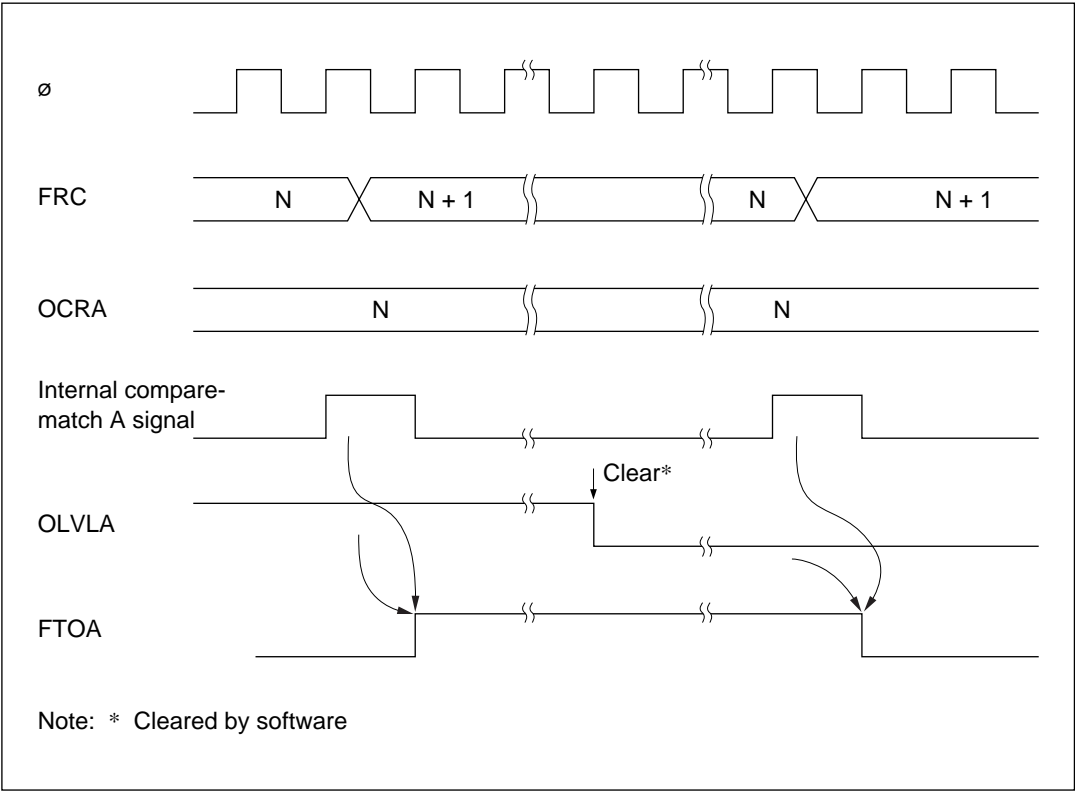 ø
FRC
N
N + 1
N
N + 1
OCRA
N
N
Internal compare-
match A signal
Clear*
OLVLA
FTOA
Note: * Cleared by software